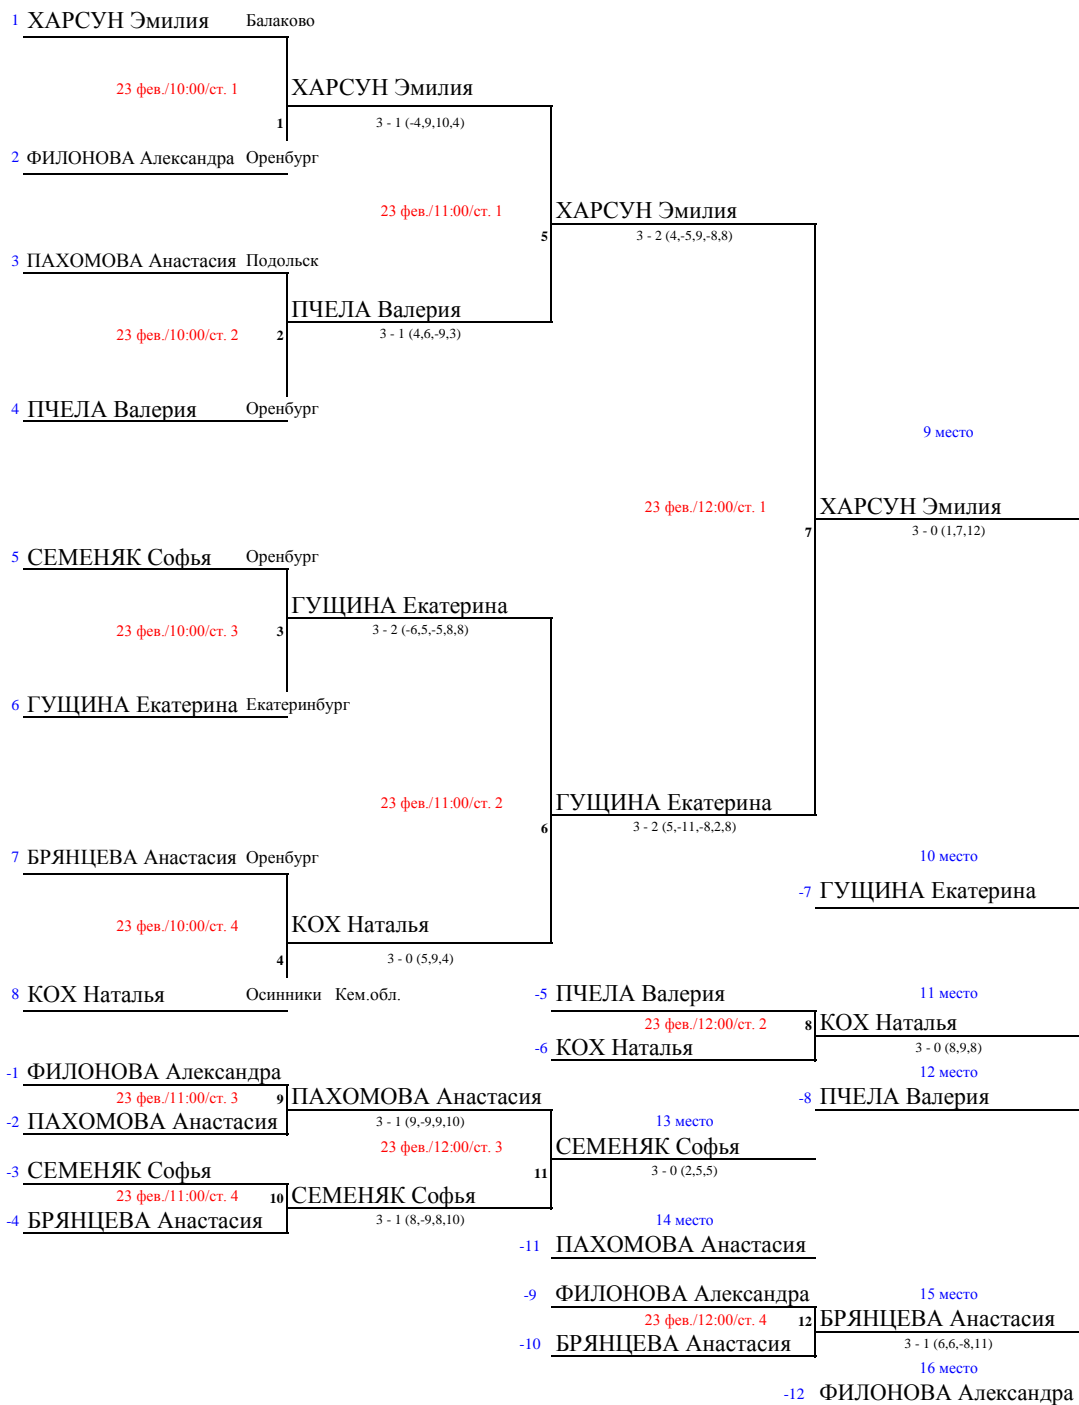 1 ХАРСУН Эмилия Балаково
23 фев./10:00/ст. 1 ХАРСУН Эмилия
1 3 - 1 (-4,9,10,4)
2 ФИЛОНОВА Александра Оренбург
23 фев./11:00/ст. 1 ХАРСУН Эмилия
5 3 - 2 (4,-5,9,-8,8)
3 ПАХОМОВА Анастасия Подольск
ПЧЕЛА Валерия
23 фев./10:00/ст. 2 2 3 - 1 (4,6,-9,3)
4 ПЧЕЛА Валерия Оренбург
9 место
23 фев./12:00/ст. 1 ХАРСУН Эмилия
7 3 - 0 (1,7,12)
5 СЕМЕНЯК Софья Оренбург
ГУЩИНА Екатерина
23 фев./10:00/ст. 3 3 3 - 2 (-6,5,-5,8,8)
6 ГУЩИНА Екатерина Екатеринбург
23 фев./11:00/ст. 2 ГУЩИНА Екатерина
6 3 - 2 (5,-11,-8,2,8)
7 БРЯНЦЕВА Анастасия Оренбург 10 место
-7 ГУЩИНА Екатерина
23 фев./10:00/ст. 4 КОХ Наталья
4 3 - 0 (5,9,4)
8 КОХ Наталья Осинники Кем.обл. -5 ПЧЕЛА Валерия 11 место
23 фев./12:00/ст. 2 8 КОХ Наталья
-6 КОХ Наталья 3 - 0 (8,9,8)
-1 ФИЛОНОВА Александра 12 место
23 фев./11:00/ст. 3 9 ПАХОМОВА Анастасия -8 ПЧЕЛА Валерия
-2 ПАХОМОВА Анастасия 3 - 1 (9,-9,9,10) 13 место
23 фев./12:00/ст. 3 СЕМЕНЯК Софья
-3 СЕМЕНЯК Софья 11 3 - 0 (2,5,5)
23 фев./11:00/ст. 4 10 СЕМЕНЯК Софья
-4 БРЯНЦЕВА Анастасия 3 - 1 (8,-9,8,10) 14 место
-11 ПАХОМОВА Анастасия
-9 ФИЛОНОВА Александра 15 место
23 фев./12:00/ст. 4 12 БРЯНЦЕВА Анастасия
-10 БРЯНЦЕВА Анастасия 3 - 1 (6,6,-8,11)
16 место
-12 ФИЛОНОВА Александра